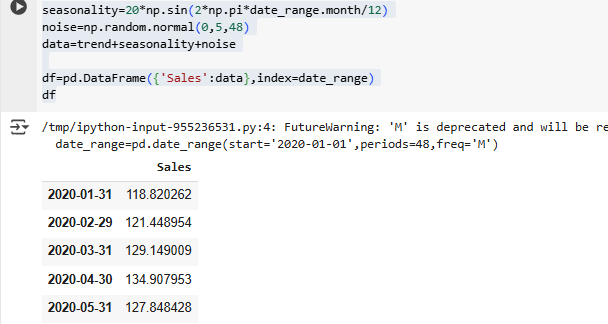 seasonality=20*np.sin(2*np.pi*date_range.month/12)
noise=np.random.normal(0,5,48)
data=trend+seasonality+noise
df=pd.DataFrame({'Sales':data},index=date_range)
df
/tmp/ipython-input-955236531.py:4: FutureWarning: 'M' is deprecated and will be re
date_range=pd.date_range(start='2020-01-01',periods=48,freq='M')
Sales
2020-01-31 118.820262
2020-02-29 121.448954
2020-03-31 129.149009
2020-04-30 134.907953
2020-05-31 127.848428